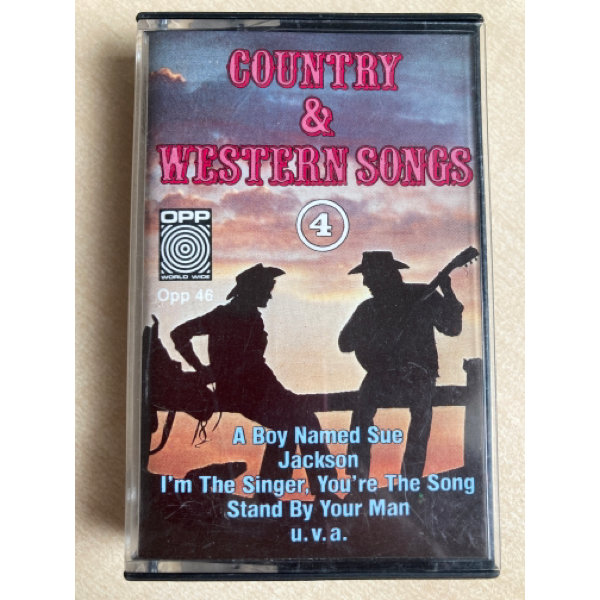 COUNTRY
&
WESTERN SONGS
4
OPP
WORLD WIDE
Opp 46
A Boy Named Sue
Jackson
I'm The Singer, You're The Song
Stand By Your Man
u.v.a.